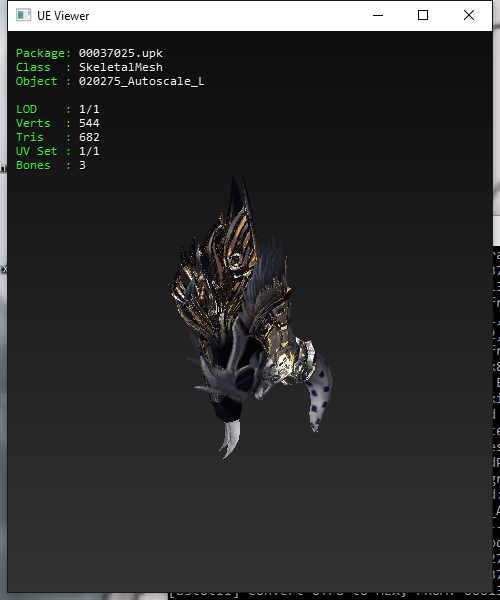 UE Viewer
Package: 00037025.upk
Class : SkeletalMesh
Object : 020275_Autoscale_L
LOD : 1/1
Verts : 544
Tris : 682
UV Set : 1/1
Bones : 3